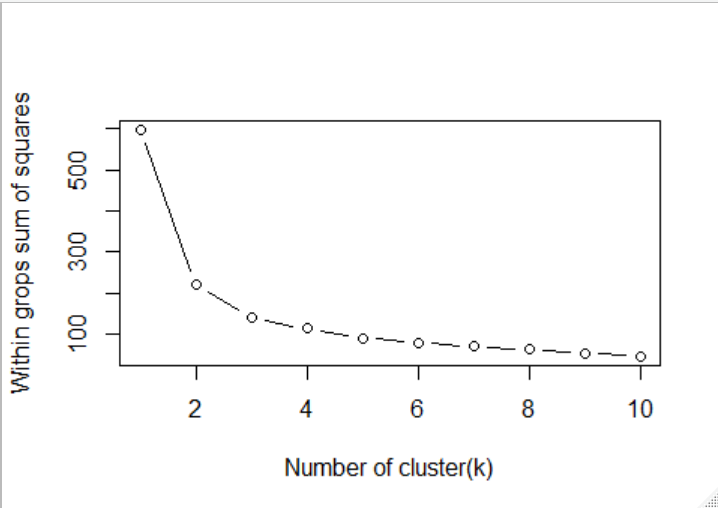 Within grops sum of squares
500
300
100
2 4 6 8 10
Number of cluster(k)